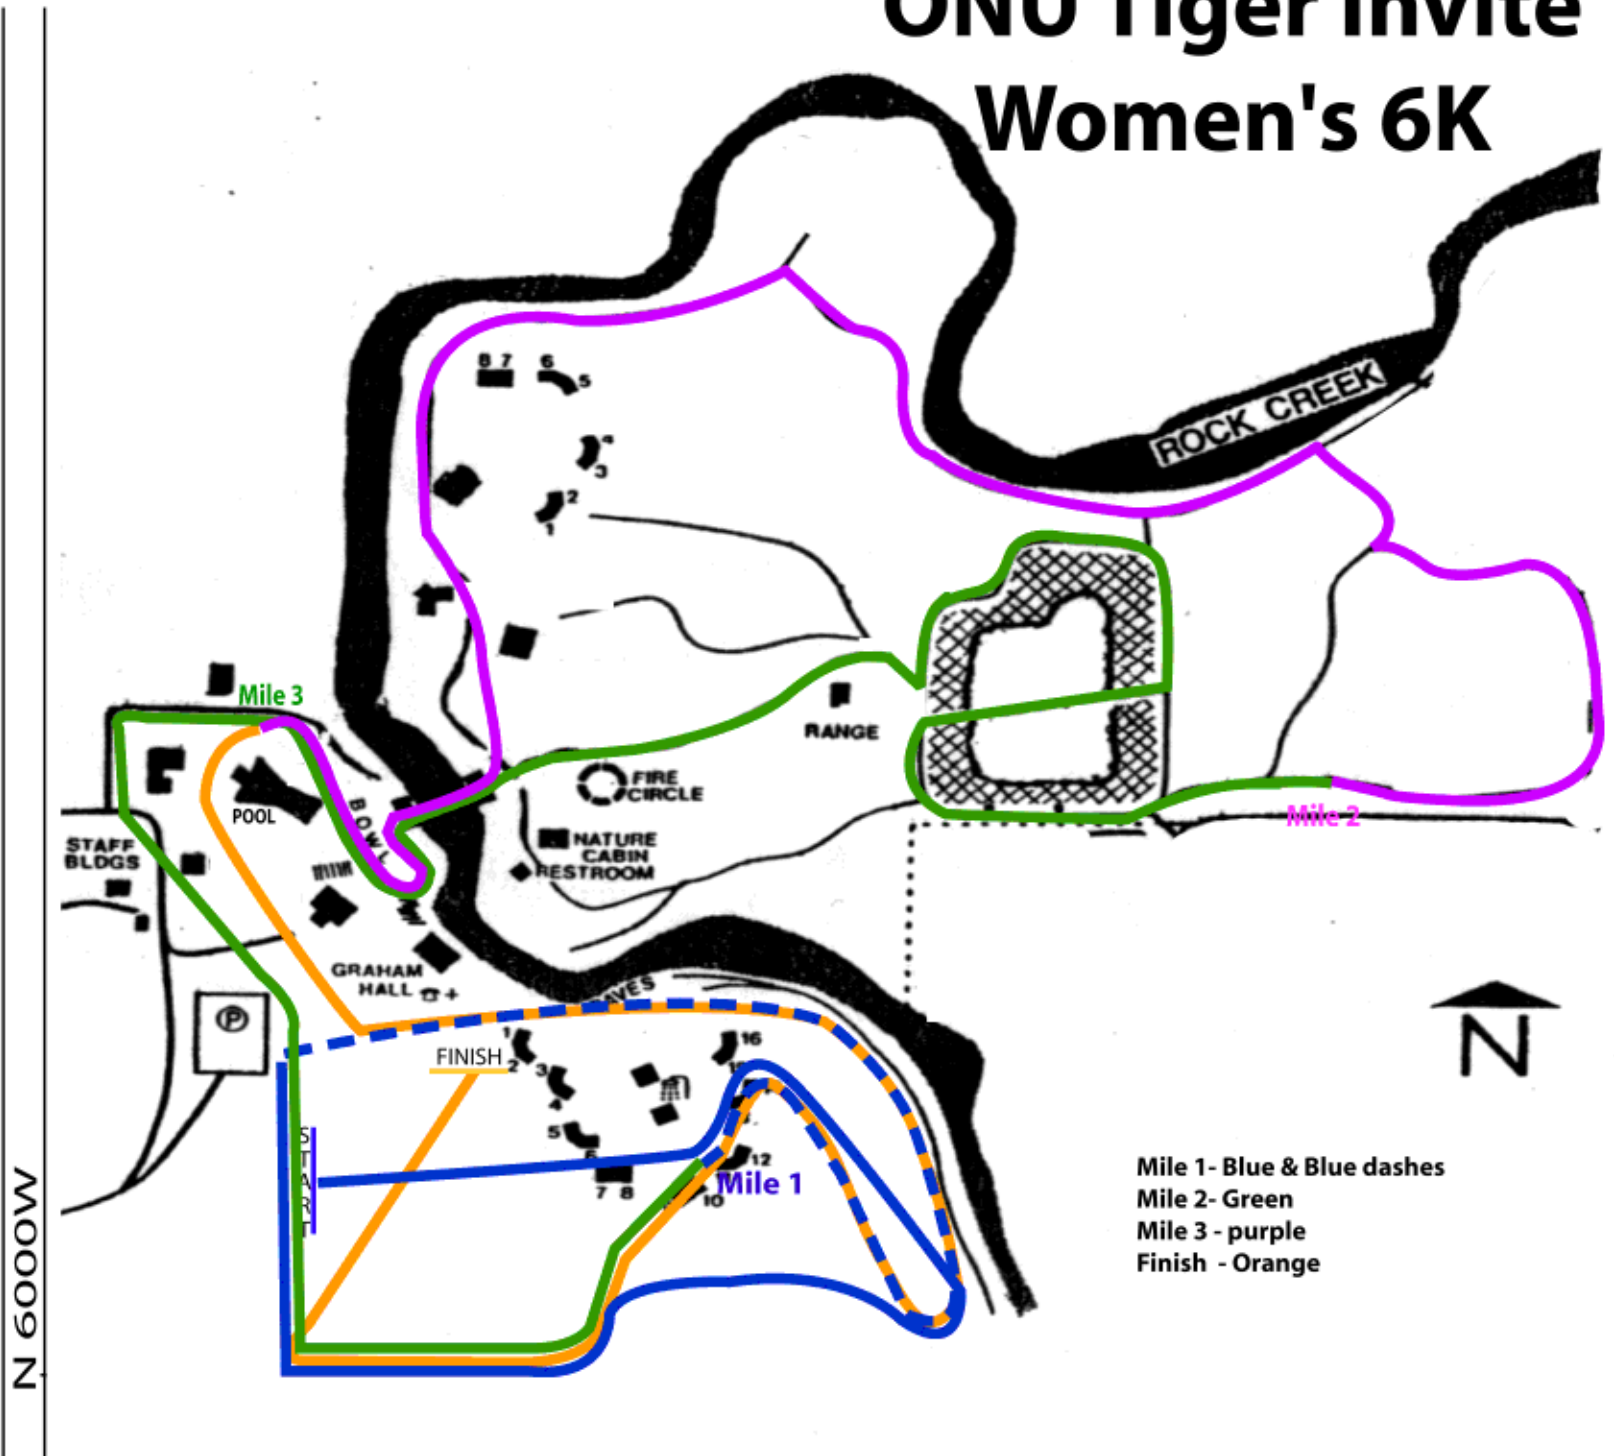 ONU Tiger Invite
Women's 6K
ROCK CREEK
8 7
6
5
4
3
2
1
Mile 3
RANGE
POOL
BOWL
FIRE
CIRCLE
NATURE
CABIN
RESTROOM
STAFF
BLDGS
Mile 2
GRAHAM
HALL
P
N
FINISH
1
2
3
4
5
6
7 8
16
12
10
START
Mile 1
Mile 1- Blue & Blue dashes
Mile 2- Green
Mile 3 - purple
Finish - Orange
N 6000W